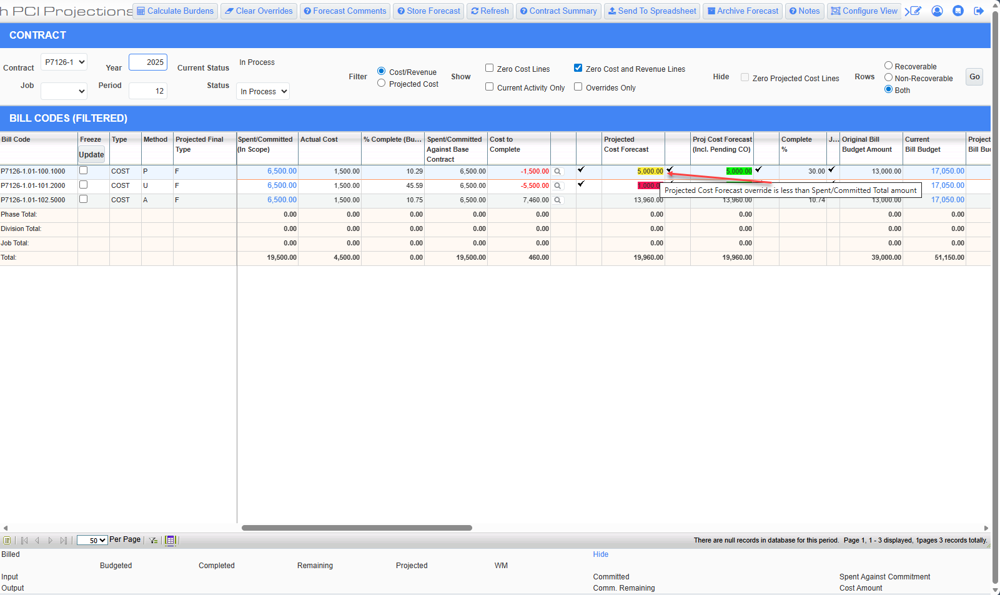 h PCI Projections Calculate Burdens Clear Overrides Forecast Comments Store Forecast Refresh Contract Summary Send To Spreadsheet Archive Forecast Notes Configure View
CONTRACT
Contract P7126-1 Year 2025 Current Status In Process
Job Period 12 Status In Process
Filter Cost/Revenue Projected Cost
Show Zero Cost Lines Zero Cost and Revenue Lines
Current Activity Only Overrides Only
Hide Zero Projected Cost Lines
Rows Recoverable Non-Recoverable Both
Go
BILL CODES (FILTERED)
Bill Code Freeze Update Type Method Projected Final Type Spent/Committed (In Scope) Actual Cost % Complete (Bu... Spent/Committed Against Base Contract Cost to Complete Projected Cost Forecast Proj Cost Forecast (Incl. Pending CO) Complete % J... Original Bill Budget Amount Current Bill Budget Project Bill Bu
P7126-1.01-100.1000 COST P F 6,500.00 1,500.00 10.29 6,500.00 -1,500.00 5,000.00 5,000.00 30.00 13,000.00 17,050.00
P7126-1.01-101.2000 COST U F 6,500.00 1,500.00 45.59 6,500.00 -5,500.00 1,000.0 17,050.00
Projected Cost Forecast override is less than Spent/Committed Total amount
P7126-1.01-102.5000 COST A F 6,500.00 1,500.00 10.75 6,500.00 7,460.00 13,960.00 13,960.00 10.74 13,000.00 17,050.00
Phase Total: 0.00 0.00 0.00 0.00 0.00 0.00 0.00 0.00 0.00
Division Total: 0.00 0.00 0.00 0.00 0.00 0.00 0.00 0.00 0.00
Job Total: 0.00 0.00 0.00 0.00 0.00 0.00 0.00 0.00 0.00
Total: 19,500.00 4,500.00 0.00 19,500.00 460.00 19,960.00 19,960.00 39,000.00 51,150.00
50 Per Page There are null records in database for this period. Page 1, 1 - 3 displayed, 1pages 3 records totally.
Billed Hide
Budgeted Completed Remaining Projected WM
Input Committed Spent Against Commitment
Output Comm. Remaining Cost Amount